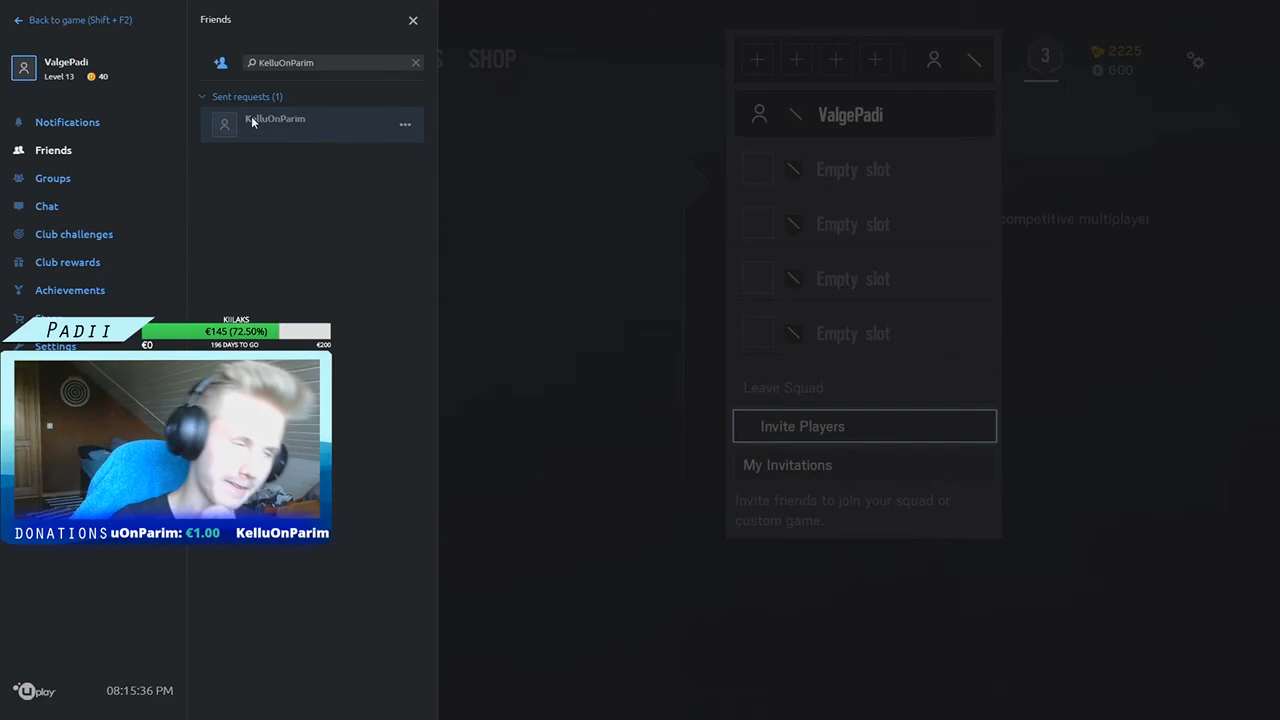 Back to game (Shift + F2)
ValgePadi
Level 13 40
Notifications
Friends
Groups
Chat
Club challenges
Club rewards
Achievements
Settings
Friends
KelluOnParim
Sent requests (1)
KelluOnParim
SHOP
3
2225
600
ValgePadi
Empty slot
Empty slot
Empty slot
Empty slot
Leave Squad
Invite Players
My Invitations
Invite friends to join your squad or
custom game.
competitive multiplayer
PADII
KIILAKS
€145 (72.50%)
€0 196 DAYS TO GO €200
DONATIONS uOnParim: €1.00 KelluOnParim
uplay 08:15:36 PM